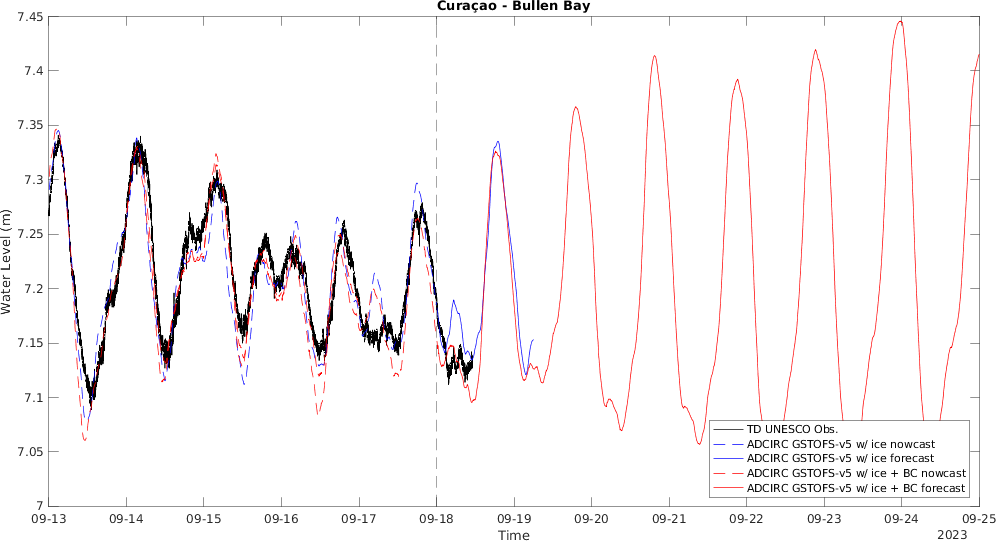 Curaçao - Bullen Bay
Water Level (m)
7.45
7.4
7.35
7.3
7.25
7.2
7.15
7.1
7.05
7
TD UNESCO Obs.
ADCIRC GSTOFS-v5 w/ ice nowcast
ADCIRC GSTOFS-v5 w/ ice forecast
ADCIRC GSTOFS-v5 w/ ice + BC nowcast
ADCIRC GSTOFS-v5 w/ ice + BC forecast
09-13 09-14 09-15 09-16 09-17 09-18 09-19 09-20 09-21 09-22 09-23 09-24 09-25
Time
2023